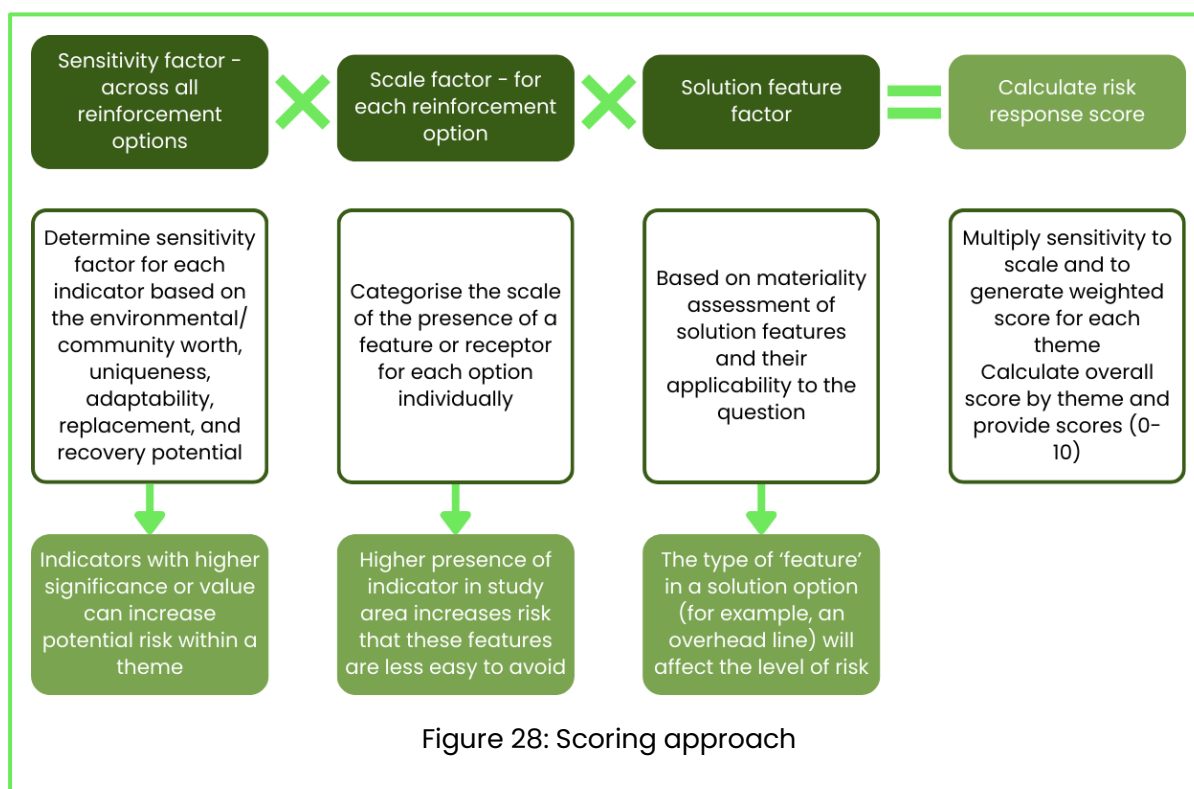 Sensitivity factor -
across all
reinforcement
options
Scale factor - for
each reinforcement
option
Solution feature
factor
Calculate risk
response score
Determine sensitivity
factor for each
indicator based on
the environmental/
community worth,
uniqueness,
adaptability,
replacement, and
recovery potential
Categorise the scale
of the presence of a
feature or receptor
for each option
individually
Based on materiality
assessment of
solution features
and their
applicability to the
question
Multiply sensitivity to
scale and to
generate weighted
score for each
theme
Calculate overall
score by theme and
provide scores (0-
10)
Indicators with higher
significance or value
can increase
potential risk within a
theme
Higher presence of
indicator in study
area increases risk
that these features
are less easy to avoid
The type of ‘feature’
in a solution option
(for example, an
overhead line) will
affect the level of risk
Figure 28: Scoring approach